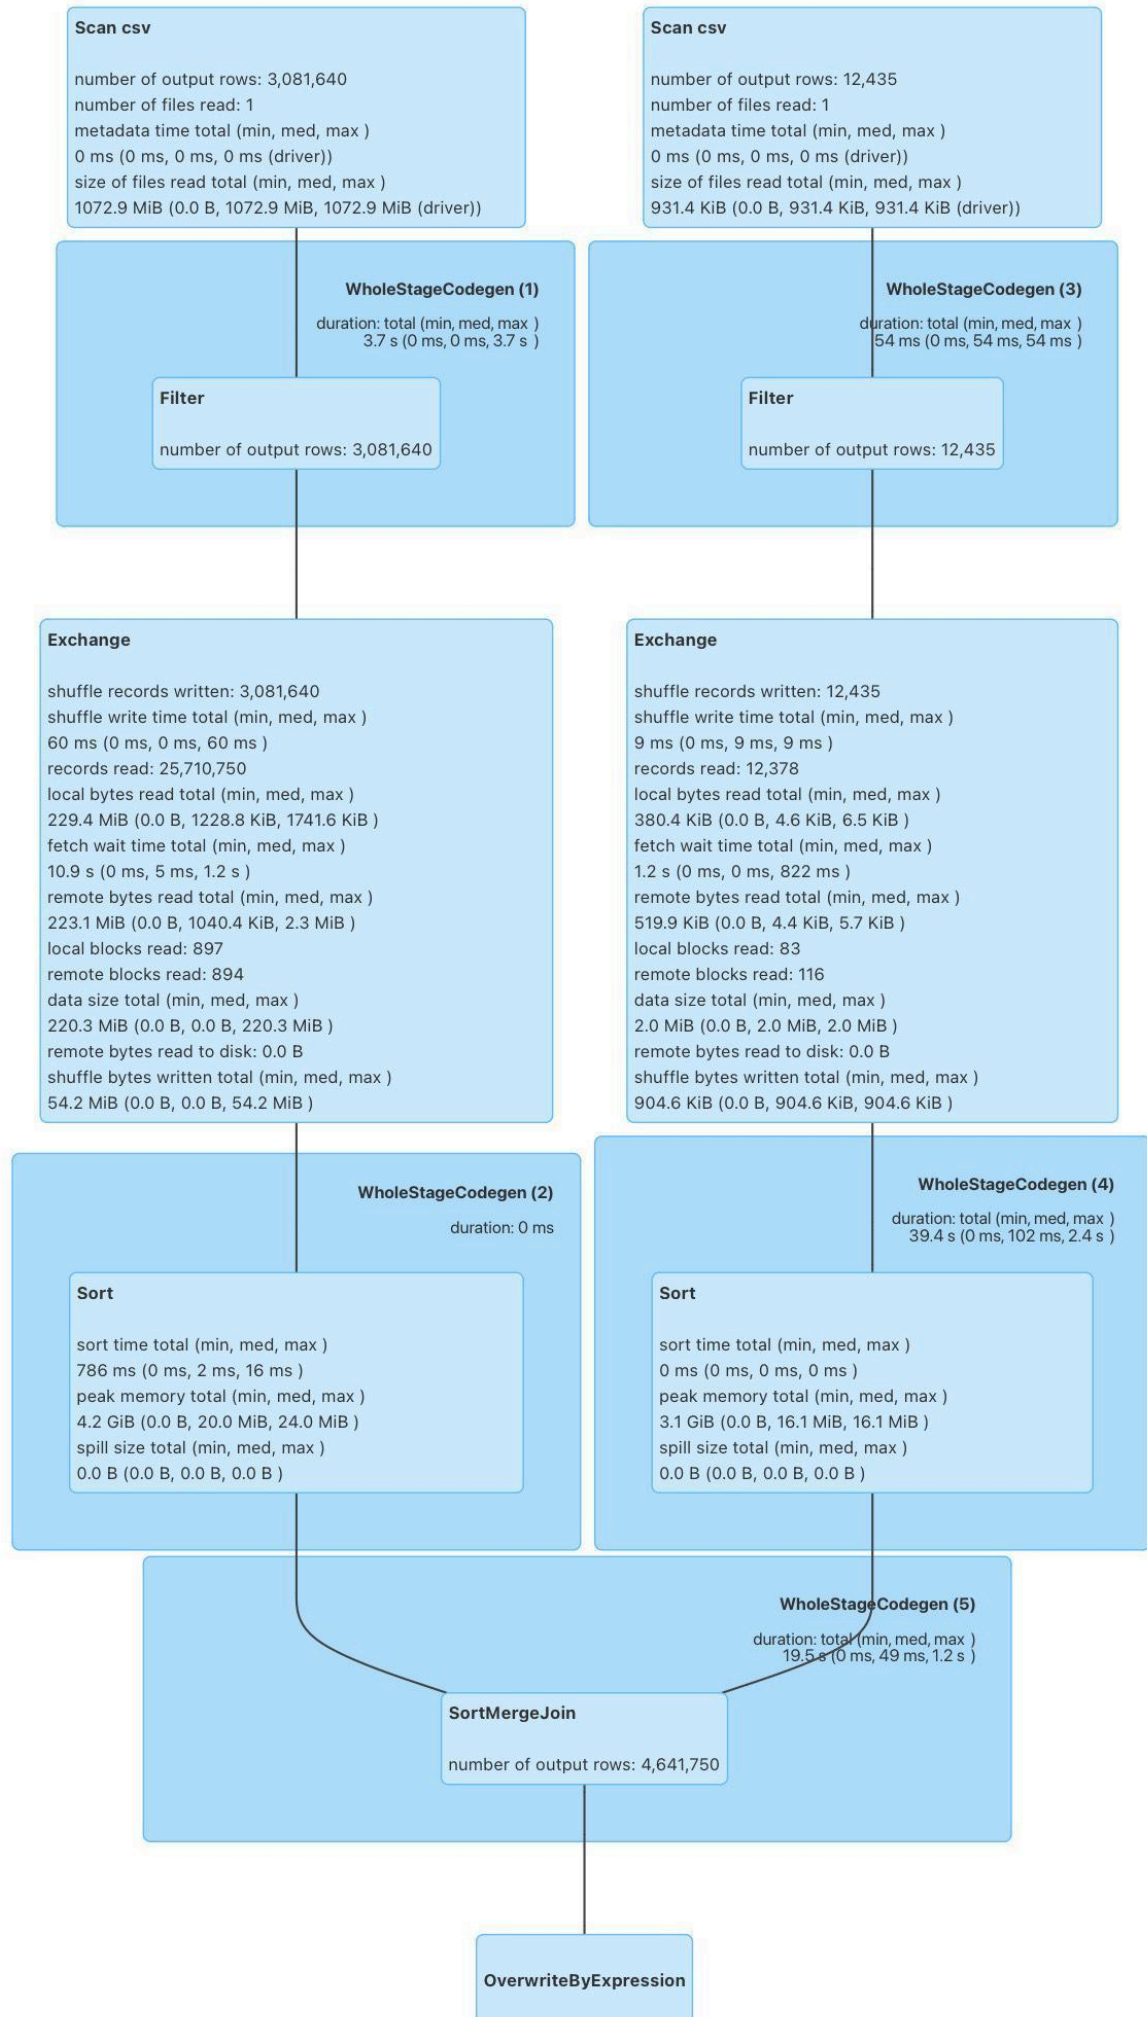 Scan csv
number of output rows: 3,081,640
number of files read: 1
metadata time total (min, med, max )
0 ms (0 ms, 0 ms, 0 ms (driver))
size of files read total (min, med, max )
1072.9 MiB (0.0 B, 1072.9 MiB, 1072.9 MiB (driver))
Scan csv
number of output rows: 12,435
number of files read: 1
metadata time total (min, med, max )
0 ms (0 ms, 0 ms, 0 ms (driver))
size of files read total (min, med, max )
931.4 KiB (0.0 B, 931.4 KiB, 931.4 KiB (driver))
WholeStageCodegen (1)
duration: total (min, med, max )
3.7 s (0 ms, 0 ms, 3.7 s )
Filter
number of output rows: 3,081,640
WholeStageCodegen (3)
duration: total (min, med, max )
54 ms (0 ms, 54 ms, 54 ms )
Filter
number of output rows: 12,435
Exchange
shuffle records written: 3,081,640
shuffle write time total (min, med, max )
60 ms (0 ms, 0 ms, 60 ms )
records read: 25,710,750
local bytes read total (min, med, max )
229.4 MiB (0.0 B, 1228.8 KiB, 1741.6 KiB )
fetch wait time total (min, med, max )
10.9 s (0 ms, 5 ms, 1.2 s )
remote bytes read total (min, med, max )
223.1 MiB (0.0 B, 1040.4 KiB, 2.3 MiB )
local blocks read: 897
remote blocks read: 894
data size total (min, med, max )
220.3 MiB (0.0 B, 0.0 B, 220.3 MiB )
remote bytes read to disk: 0.0 B
shuffle bytes written total (min, med, max )
54.2 MiB (0.0 B, 0.0 B, 54.2 MiB )
Exchange
shuffle records written: 12,435
shuffle write time total (min, med, max )
9 ms (0 ms, 9 ms, 9 ms )
records read: 12,378
local bytes read total (min, med, max )
380.4 KiB (0.0 B, 4.6 KiB, 6.5 KiB )
fetch wait time total (min, med, max )
1.2 s (0 ms, 0 ms, 822 ms )
remote bytes read total (min, med, max )
519.9 KiB (0.0 B, 4.4 KiB, 5.7 KiB )
local blocks read: 83
remote blocks read: 116
data size total (min, med, max )
2.0 MiB (0.0 B, 2.0 MiB, 2.0 MiB )
remote bytes read to disk: 0.0 B
shuffle bytes written total (min, med, max )
904.6 KiB (0.0 B, 904.6 KiB, 904.6 KiB )
WholeStageCodegen (2)
duration: 0 ms
Sort
sort time total (min, med, max )
786 ms (0 ms, 2 ms, 16 ms )
peak memory total (min, med, max )
4.2 GiB (0.0 B, 20.0 MiB, 24.0 MiB )
spill size total (min, med, max )
0.0 B (0.0 B, 0.0 B, 0.0 B )
WholeStageCodegen (4)
duration: total (min, med, max )
39.4 s (0 ms, 102 ms, 2.4 s )
Sort
sort time total (min, med, max )
0 ms (0 ms, 0 ms, 0 ms )
peak memory total (min, med, max )
3.1 GiB (0.0 B, 16.1 MiB, 16.1 MiB )
spill size total (min, med, max )
0.0 B (0.0 B, 0.0 B, 0.0 B )
WholeStageCodegen (5)
duration: total (min, med, max )
19.5 s (0 ms, 49 ms, 1.2 s )
SortMergeJoin
number of output rows: 4,641,750
OverwriteByExpression